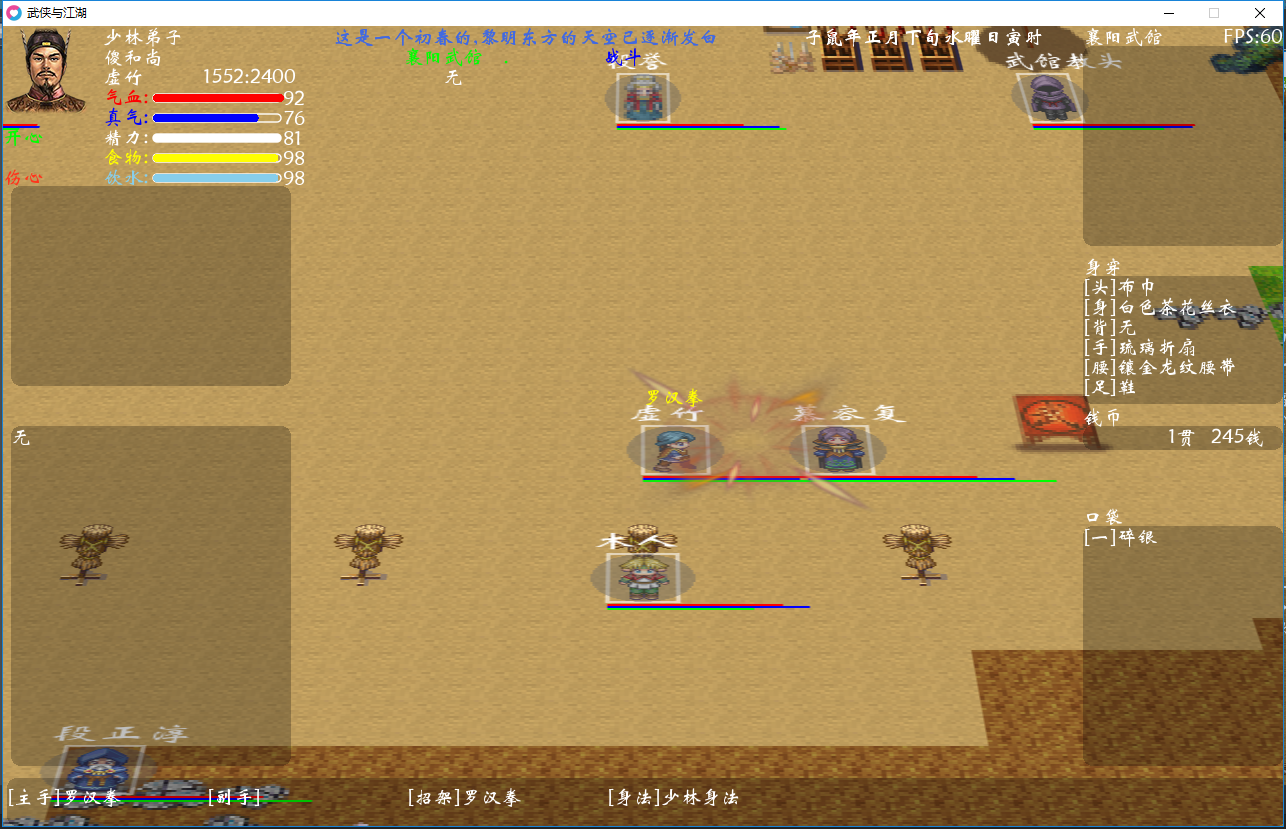 武侠与江湖
少林弟子
傻和尚
虚竹 1552:2400
气血: 92
真气: 76
精力: 81
食物: 98
饮水: 98
开心
伤心
这是一个初春的,黎明东方的天空已逐渐发白
襄阳武馆 .
无
战斗
子鼠年正月下旬水曜日寅时
襄阳武馆
FPS:60
武馆教头
身穿
[头]布巾
[身]白色茶花丝衣
[背]无
[手]琉璃折扇
[腰]镶金龙纹腰带
[足]鞋
钱币
1贯 245钱
口袋
[一]碎银
罗汉拳
虚竹
慕容复
无
木人
段正淳
[主手]罗汉拳
[副手]
[招架]罗汉拳
[身法]少林身法